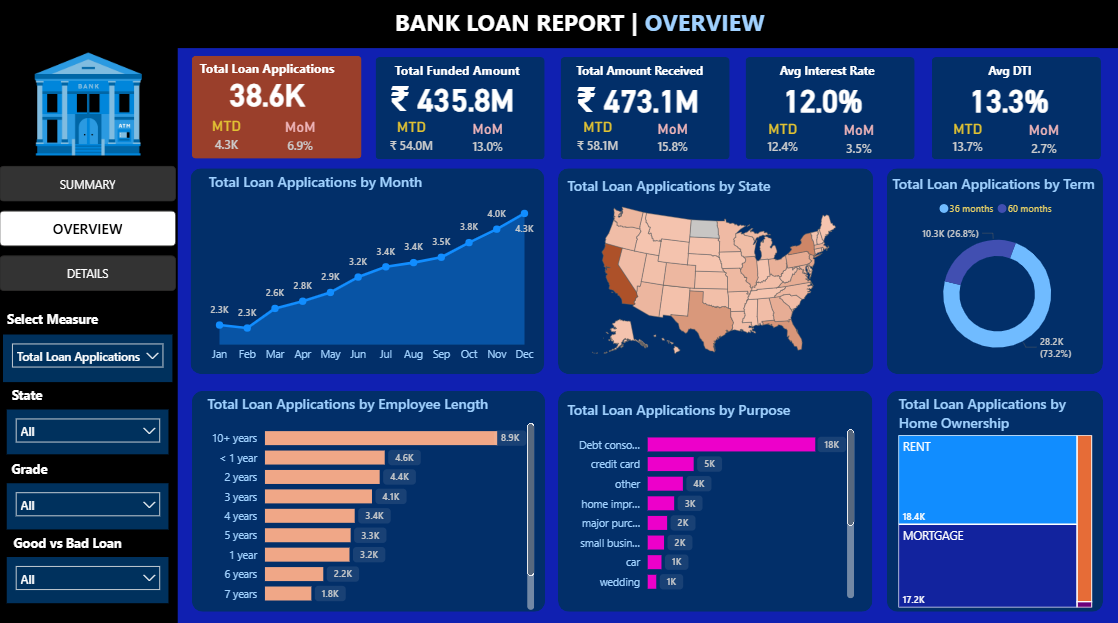 BANK LOAN REPORT | OVERVIEW
BANK
ATM
SUMMARY
OVERVIEW
DETAILS
Select Measure
Total Loan Applications
State
All
Grade
All
Good vs Bad Loan
All
Total Loan Applications
38.6K
MTD MoM
4.3K 6.9%
Total Funded Amount
₹ 435.8M
MTD MoM
₹ 54.0M 13.0%
Total Amount Received
₹ 473.1M
MTD MoM
₹ 58.1M 15.8%
Avg Interest Rate
12.0%
MTD MoM
12.4% 3.5%
Avg DTI
13.3%
MTD MoM
13.7% 2.7%
Total Loan Applications by Month
2.3K 2.3K 2.6K 2.8K 2.9K 3.2K 3.4K 3.4K 3.5K 3.8K 4.0K 4.3K
Jan Feb Mar Apr May Jun Jul Aug Sep Oct Nov Dec
Total Loan Applications by State
Total Loan Applications by Term
36 months 60 months
10.3K (26.8%)
28.2K
(73.2%)
Total Loan Applications by Employee Length
10+ years 8.9K
< 1 year 4.6K
2 years 4.4K
3 years 4.1K
4 years 3.4K
5 years 3.3K
1 year 3.2K
6 years 2.2K
7 years 1.8K
Total Loan Applications by Purpose
Debt conso... 18K
credit card 5K
other 4K
home impr... 3K
major purc... 2K
small busin... 2K
car 1K
wedding 1K
Total Loan Applications by
Home Ownership
RENT
18.4K
MORTGAGE
17.2K